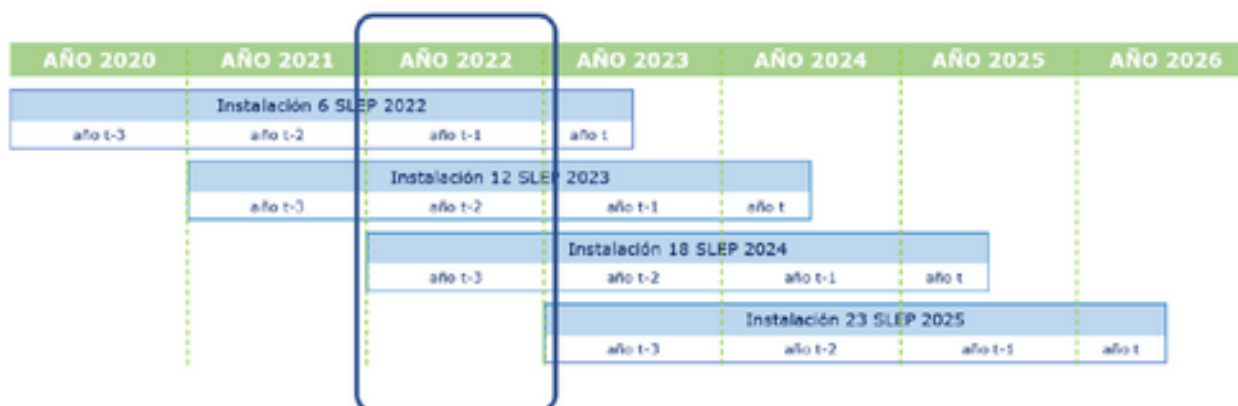 AÑO 2020 AÑO 2021 AÑO 2022 AÑO 2023 AÑO 2024 AÑO 2025 AÑO 2026
Instalación 6 SLEP 2022
año t-3 año t-2 año t-1 año t
Instalación 12 SLEP 2023
año t-3 año t-2 año t-1 año t
Instalación 18 SLEP 2024
año t-3 año t-2 año t-1 año t
Instalación 23 SLEP 2025
año t-3 año t-2 año t-1 año t